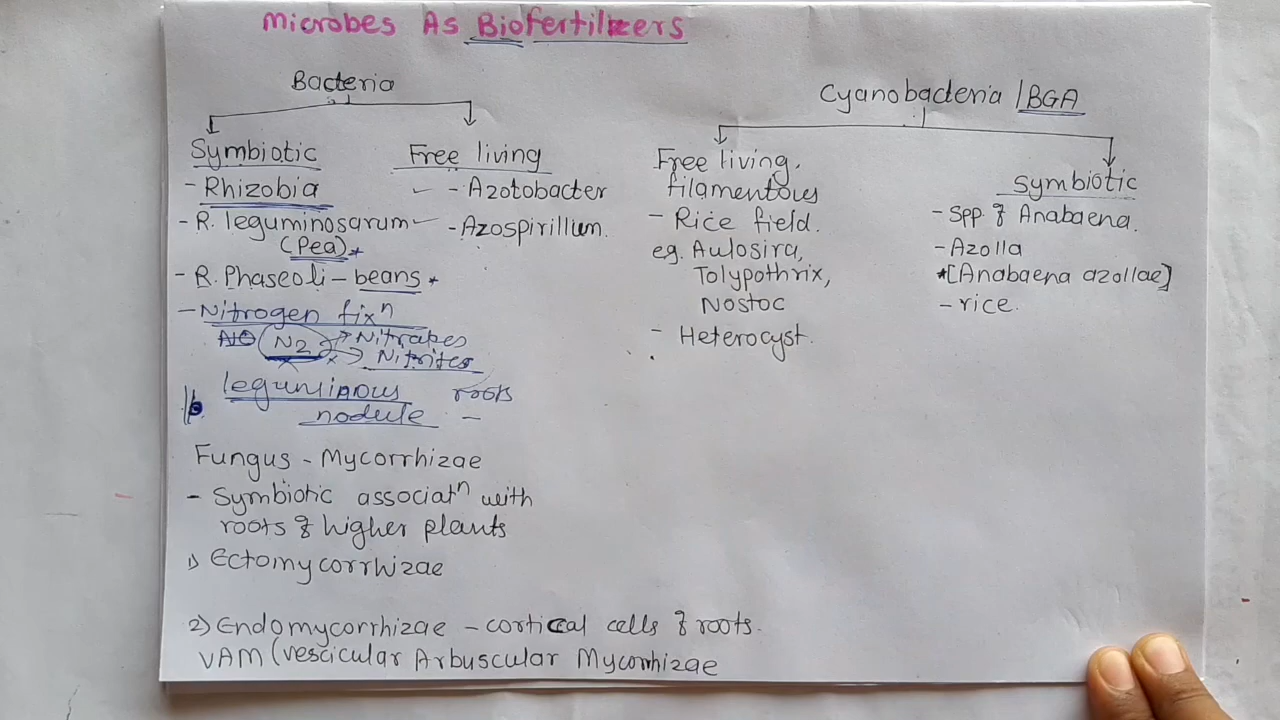 Microbes As Biofertilizers
Bacteria
Symbiotic
- Rhizobia
- R. leguminosarum
(Pea)*
- R. Phaseoli - beans *
- Nitrogen fixⁿ
N2 → Nitrates
→ Nitrites
leguminous roots
nodule -
Free living
- Azotobacter
- Azospirillum.
Cyanobacteria / BGA
Free living,
filamentous
- Rice field.
eg. Aulosira,
Tolypothrix,
Nostoc
- Heterocyst.
Symbiotic
- Spp. of Anabaena.
- Azolla
*[Anabaena azollae]
- rice.
Fungus - Mycorrhizae
- Symbiotic associatⁿ with
roots of higher plants
1) Ectomycorrhizae
2) Endomycorrhizae - cortical cells of roots.
VAM (vescicular Arbuscular Mycorrhizae